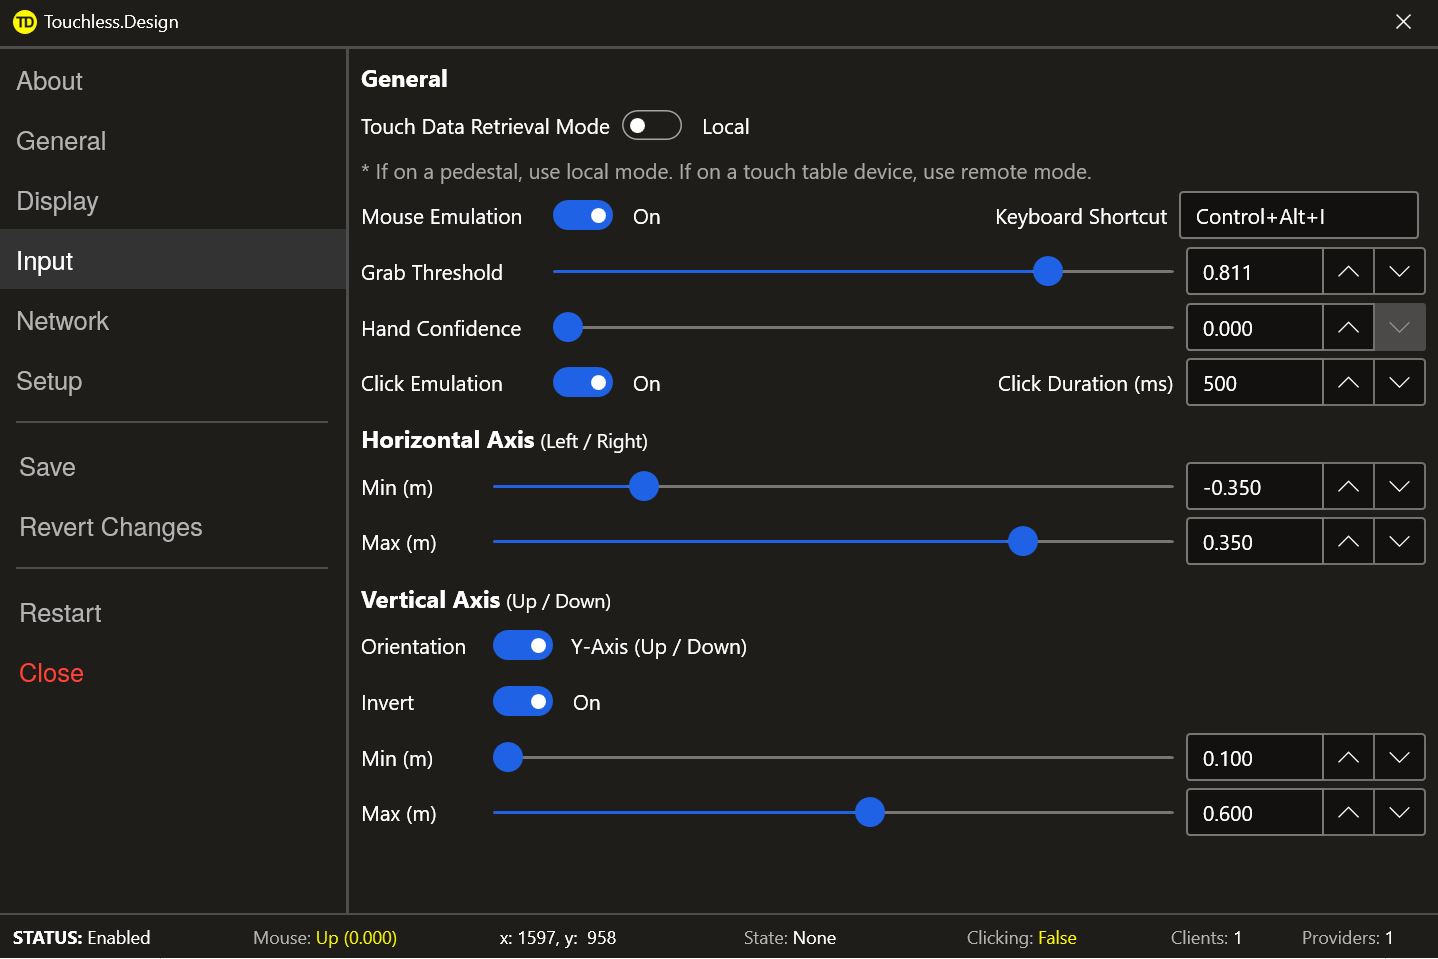 TD Touchless.Design
About
General
Display
Input
Network
Setup
Save
Revert Changes
Restart
Close
General
Touch Data Retrieval Mode Local
* If on a pedestal, use local mode. If on a touch table device, use remote mode.
Mouse Emulation On Keyboard Shortcut Control+Alt+I
Grab Threshold 0.811
Hand Confidence 0.000
Click Emulation On Click Duration (ms) 500
Horizontal Axis (Left / Right)
Min (m) -0.350
Max (m) 0.350
Vertical Axis (Up / Down)
Orientation Y-Axis (Up / Down)
Invert On
Min (m) 0.100
Max (m) 0.600
STATUS: Enabled Mouse: Up (0.000) x: 1597, y: 958 State: None Clicking: False Clients: 1 Providers: 1